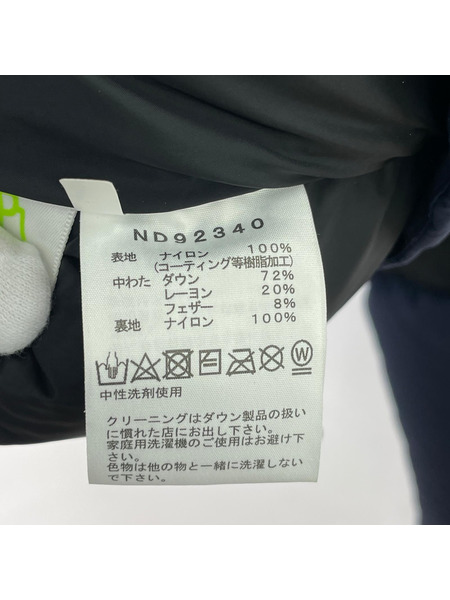 ND92340
表地 ナイロン 100%
(コーティング等樹脂加工)
中わた ダウン 72%
レーヨン 20%
フェザー 8%
裏地 ナイロン 100%
W
中性洗剤使用
クリーニングはダウン製品の扱い
に慣れた店にお出し下さい。
家庭用洗濯機のご使用はお避け下
さい。
色物は他の物と一緒に洗濯しない
で下さい。